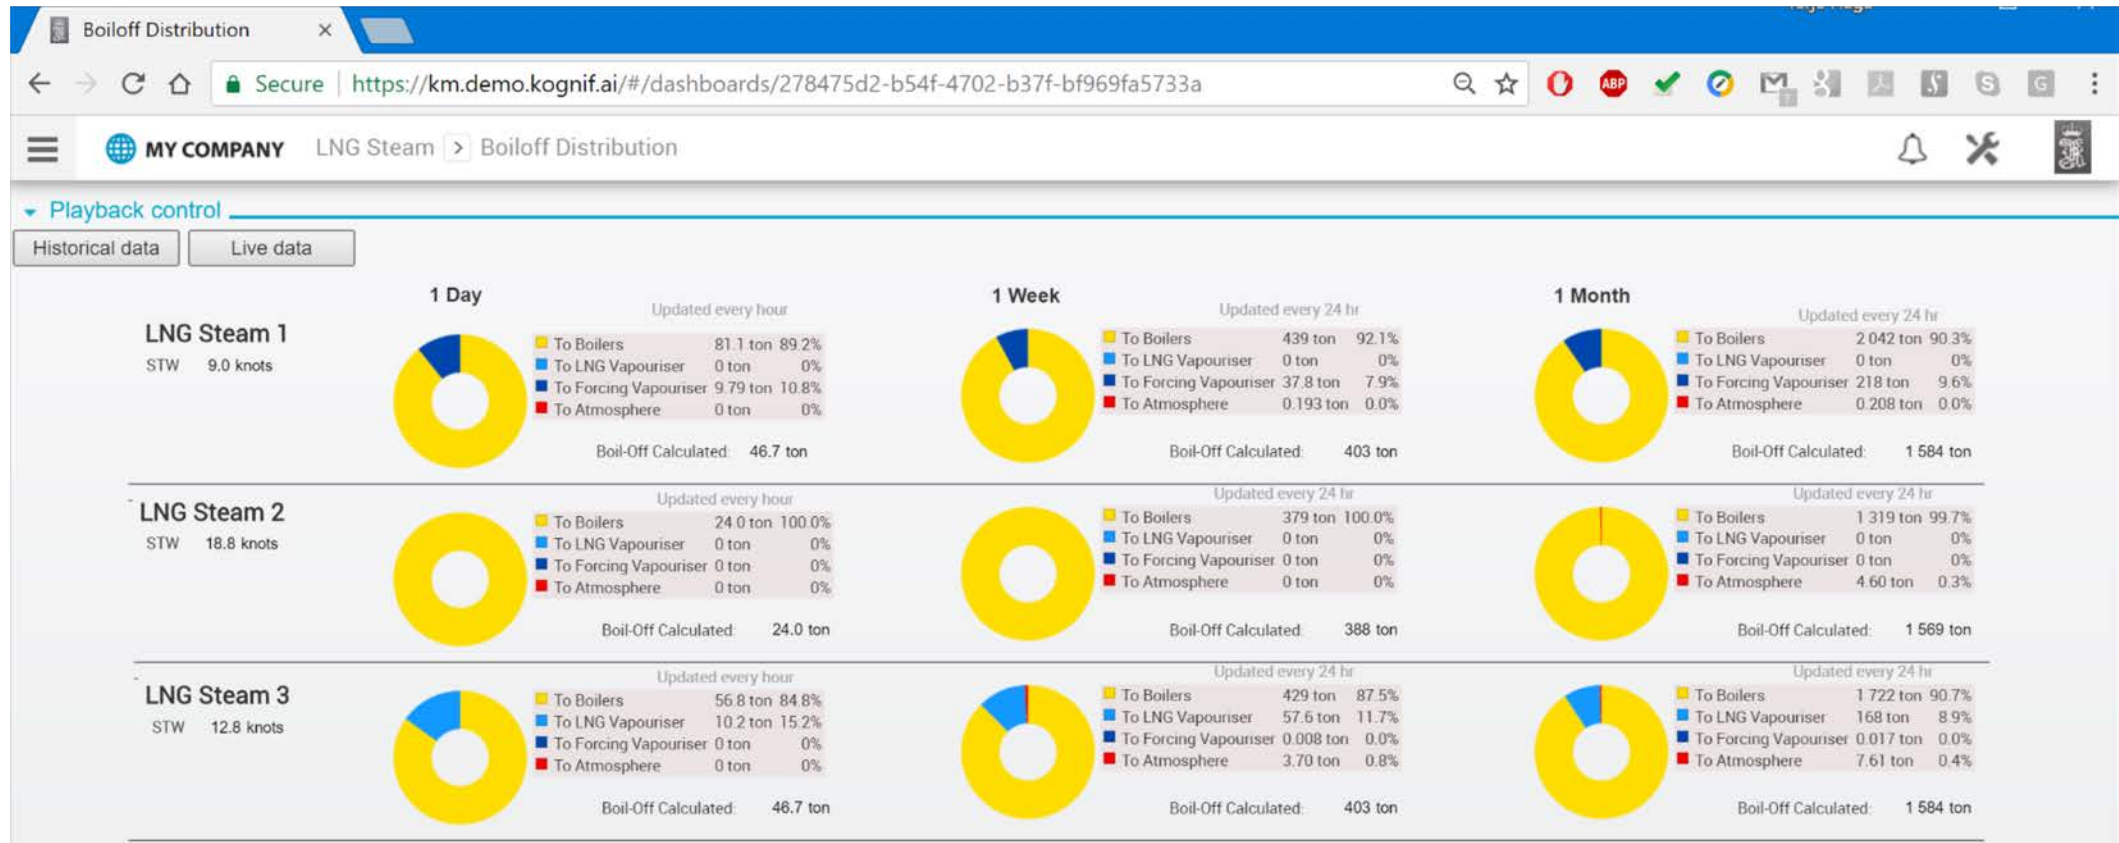 Boiloff Distribution
Secure https://km.demo.kognif.ai/#/dashboards/278475d2-b54f-4702-b37f-bf969fa5733a
MY COMPANY LNG Steam > Boiloff Distribution
Playback control
Historical data Live data
1 Day 1 Week 1 Month
LNG Steam 1
STW 9.0 knots
Updated every hour
To Boilers 81.1 ton 89.2%
To LNG Vapouriser 0 ton 0%
To Forcing Vapouriser 9.79 ton 10.8%
To Atmosphere 0 ton 0%
Boil-Off Calculated: 46.7 ton
Updated every 24 hr
To Boilers 439 ton 92.1%
To LNG Vapouriser 0 ton 0%
To Forcing Vapouriser 37.8 ton 7.9%
To Atmosphere 0.193 ton 0.0%
Boil-Off Calculated: 403 ton
Updated every 24 hr
To Boilers 2 042 ton 90.3%
To LNG Vapouriser 0 ton 0%
To Forcing Vapouriser 218 ton 9.6%
To Atmosphere 0.208 ton 0.0%
Boil-Off Calculated: 1 584 ton
LNG Steam 2
STW 18.8 knots
Updated every hour
To Boilers 24.0 ton 100.0%
To LNG Vapouriser 0 ton 0%
To Forcing Vapouriser 0 ton 0%
To Atmosphere 0 ton 0%
Boil-Off Calculated: 24.0 ton
Updated every 24 hr
To Boilers 379 ton 100.0%
To LNG Vapouriser 0 ton 0%
To Forcing Vapouriser 0 ton 0%
To Atmosphere 0 ton 0%
Boil-Off Calculated: 388 ton
Updated every 24 hr
To Boilers 1 319 ton 99.7%
To LNG Vapouriser 0 ton 0%
To Forcing Vapouriser 0 ton 0%
To Atmosphere 4.60 ton 0.3%
Boil-Off Calculated: 1 569 ton
LNG Steam 3
STW 12.8 knots
Updated every hour
To Boilers 56.8 ton 84.8%
To LNG Vapouriser 10.2 ton 15.2%
To Forcing Vapouriser 0 ton 0%
To Atmosphere 0 ton 0%
Boil-Off Calculated: 46.7 ton
Updated every 24 hr
To Boilers 429 ton 87.5%
To LNG Vapouriser 57.6 ton 11.7%
To Forcing Vapouriser 0.008 ton 0.0%
To Atmosphere 3.70 ton 0.8%
Boil-Off Calculated: 403 ton
Updated every 24 hr
To Boilers 1 722 ton 90.7%
To LNG Vapouriser 168 ton 8.9%
To Forcing Vapouriser 0.017 ton 0.0%
To Atmosphere 7.61 ton 0.4%
Boil-Off Calculated: 1 584 ton